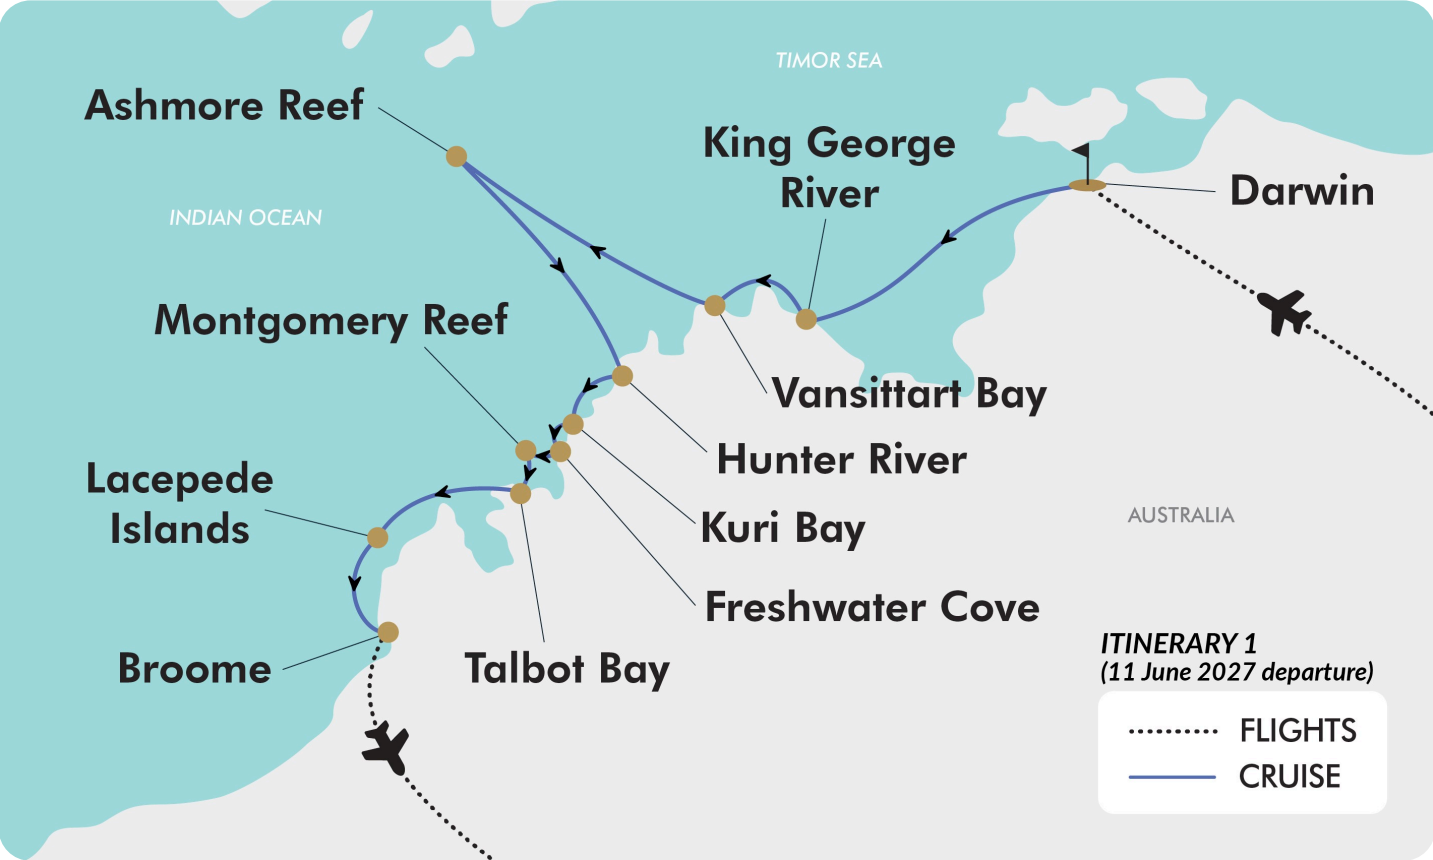 TIMOR SEA
Ashmore Reef
King George
River
Darwin
INDIAN OCEAN
Montgomery Reef
Vansittart Bay
Hunter River
Lacepede
Islands
Kuri Bay
AUSTRALIA
Freshwater Cove
Broome
Talbot Bay
ITINERARY 1
(11 June 2027 departure)
FLIGHTS
CRUISE